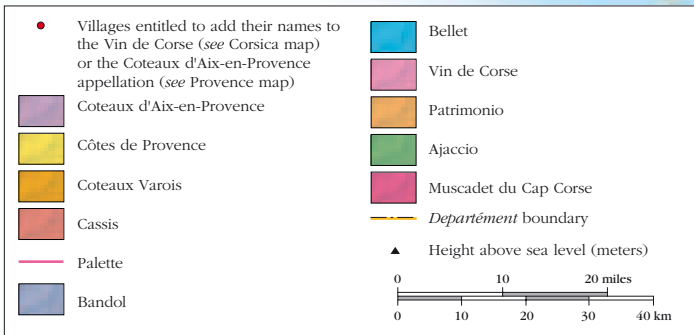 Villages entitled to add their names to
the Vin de Corse (see Corsica map)
or the Coteaux d'Aix-en-Provence
appellation (see Provence map)
Coteaux d'Aix-en-Provence
Côtes de Provence
Coteaux Varois
Cassis
Palette
Bandol
Bellet
Vin de Corse
Patrimonio
Ajaccio
Muscadet du Cap Corse
Departément boundary
Height above sea level (meters)
0 10 20 miles
0 10 20 30 40 km